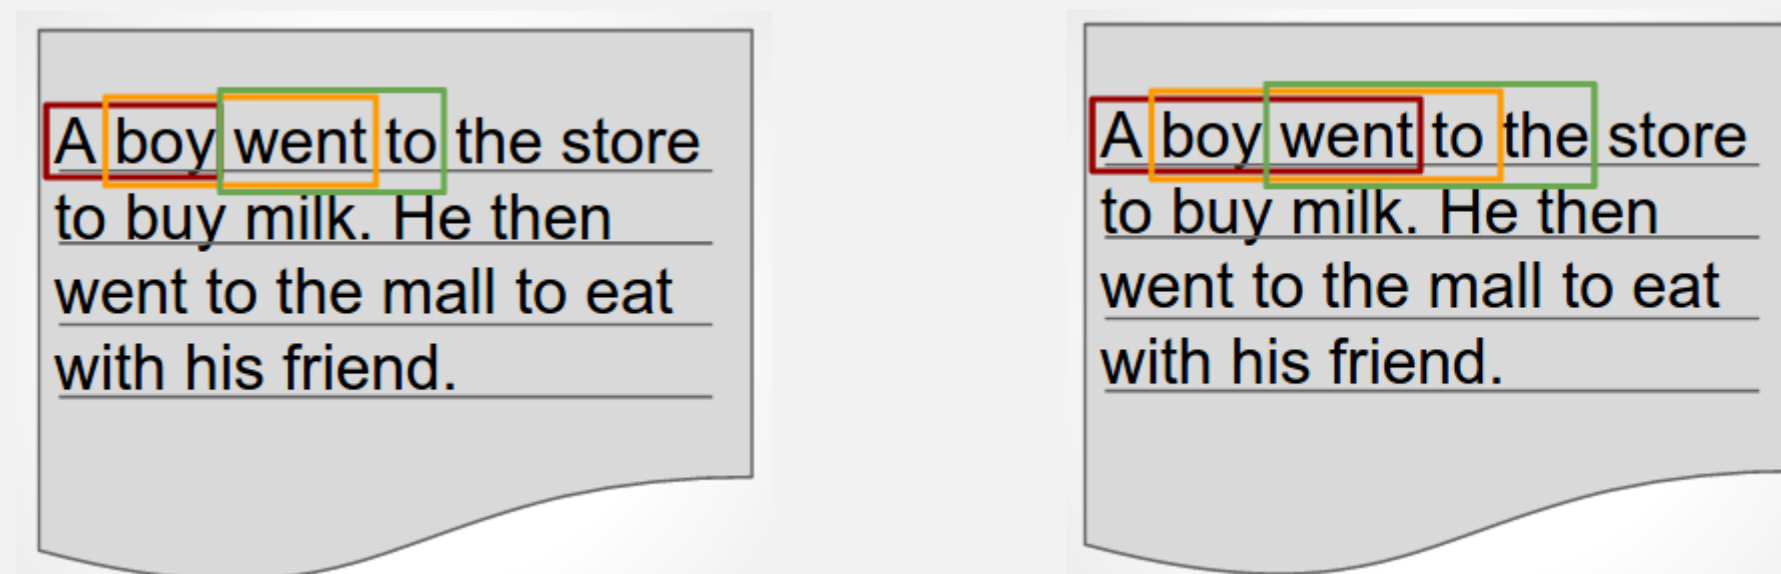 A boy went to the store
to buy milk. He then
went to the mall to eat
with his friend.
A boy went to the store
to buy milk. He then
went to the mall to eat
with his friend.